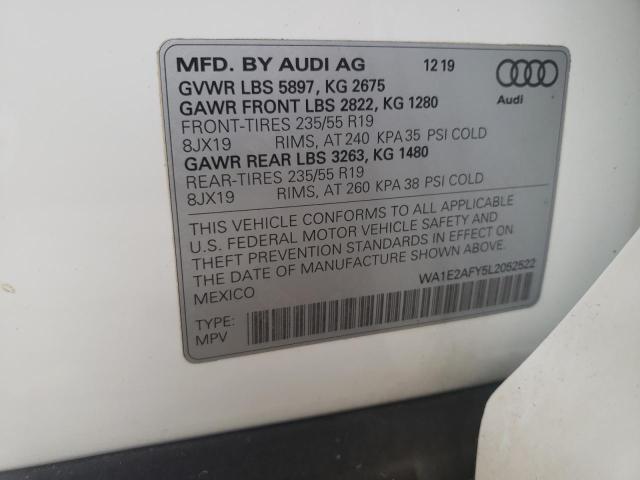 MFD. BY AUDI AG 12 19
GVWR LBS 5897, KG 2675
GAWR FRONT LBS 2822, KG 1280
FRONT-TIRES 235/55 R19
8JX19 RIMS, AT 240 KPA 35 PSI COLD
GAWR REAR LBS 3263, KG 1480
REAR-TIRES 235/55 R19
8JX19 RIMS, AT 260 KPA 38 PSI COLD
Audi
THIS VEHICLE CONFORMS TO ALL APPLICABLE
U.S. FEDERAL MOTOR VEHICLE SAFETY AND
THEFT PREVENTION STANDARDS IN EFFECT ON
THE DATE OF MANUFACTURE SHOWN ABOVE.
MEXICO
WA1E2AFY5L2052522
TYPE:
MPV